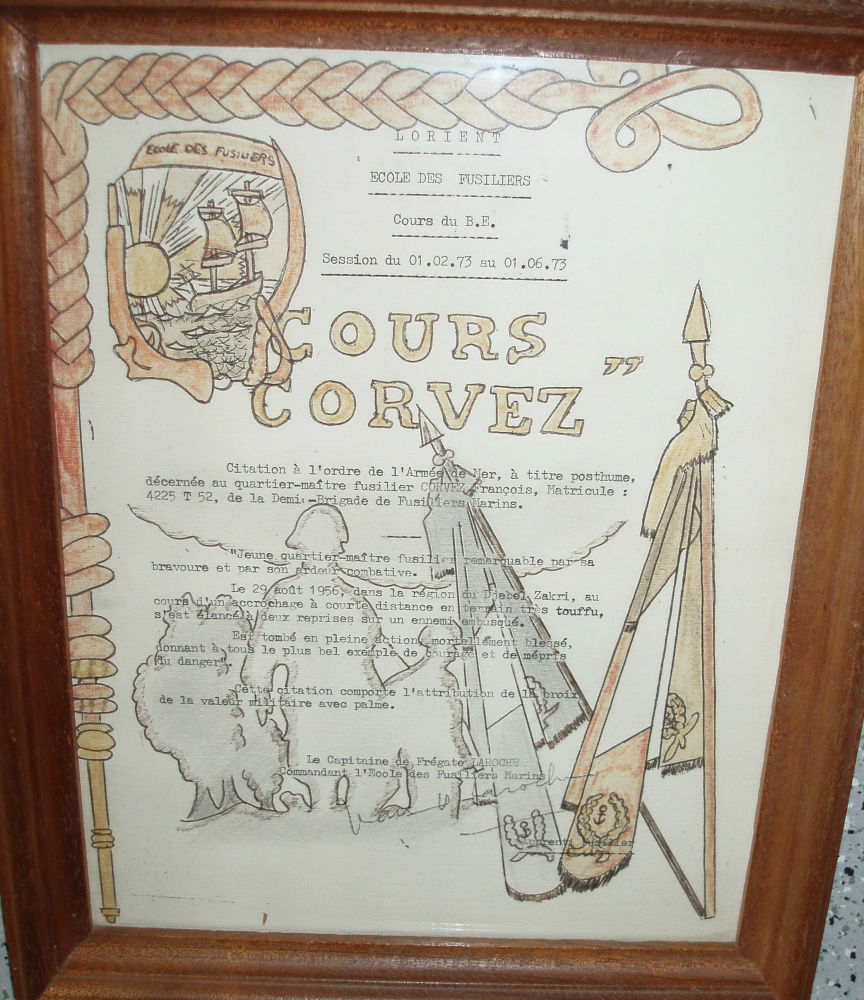 ECOLE DES FUSILIERS
LORIENT
ECOLE DES FUSILIERS
Cours du B.E.
Session du 01.02.73 au 01.06.73
COURS
CORVEZ "
Citation à l'ordre de l'Armée de Mer, à titre posthume,
décernée au quartier-maître fusilier CORVEZ François, Matricule :
4225 T 52, de la Demi-Brigade de Fusiliers Marins.
"Jeune quartier-maître fusilier remarquable par sa
bravoure et par son ardeur combative.
Le 29 août 1956, dans la région du Djebel Zakri, au
cours d'un accrochage à courte distance en terrain très touffu,
s'est élancé à deux reprises sur un ennemi embusqué.
Est tombé en pleine action, mortellement blessé,
donnant à tous le plus bel exemple de courage et de mépris
du danger".
Cette citation comporte l'attribution de la croix
de la valeur militaire avec palme.
Le Capitaine de Frégate LAROCHE
Commandant l'Ecole des Fusiliers Marins
Laroche
Apprenti Fusilier